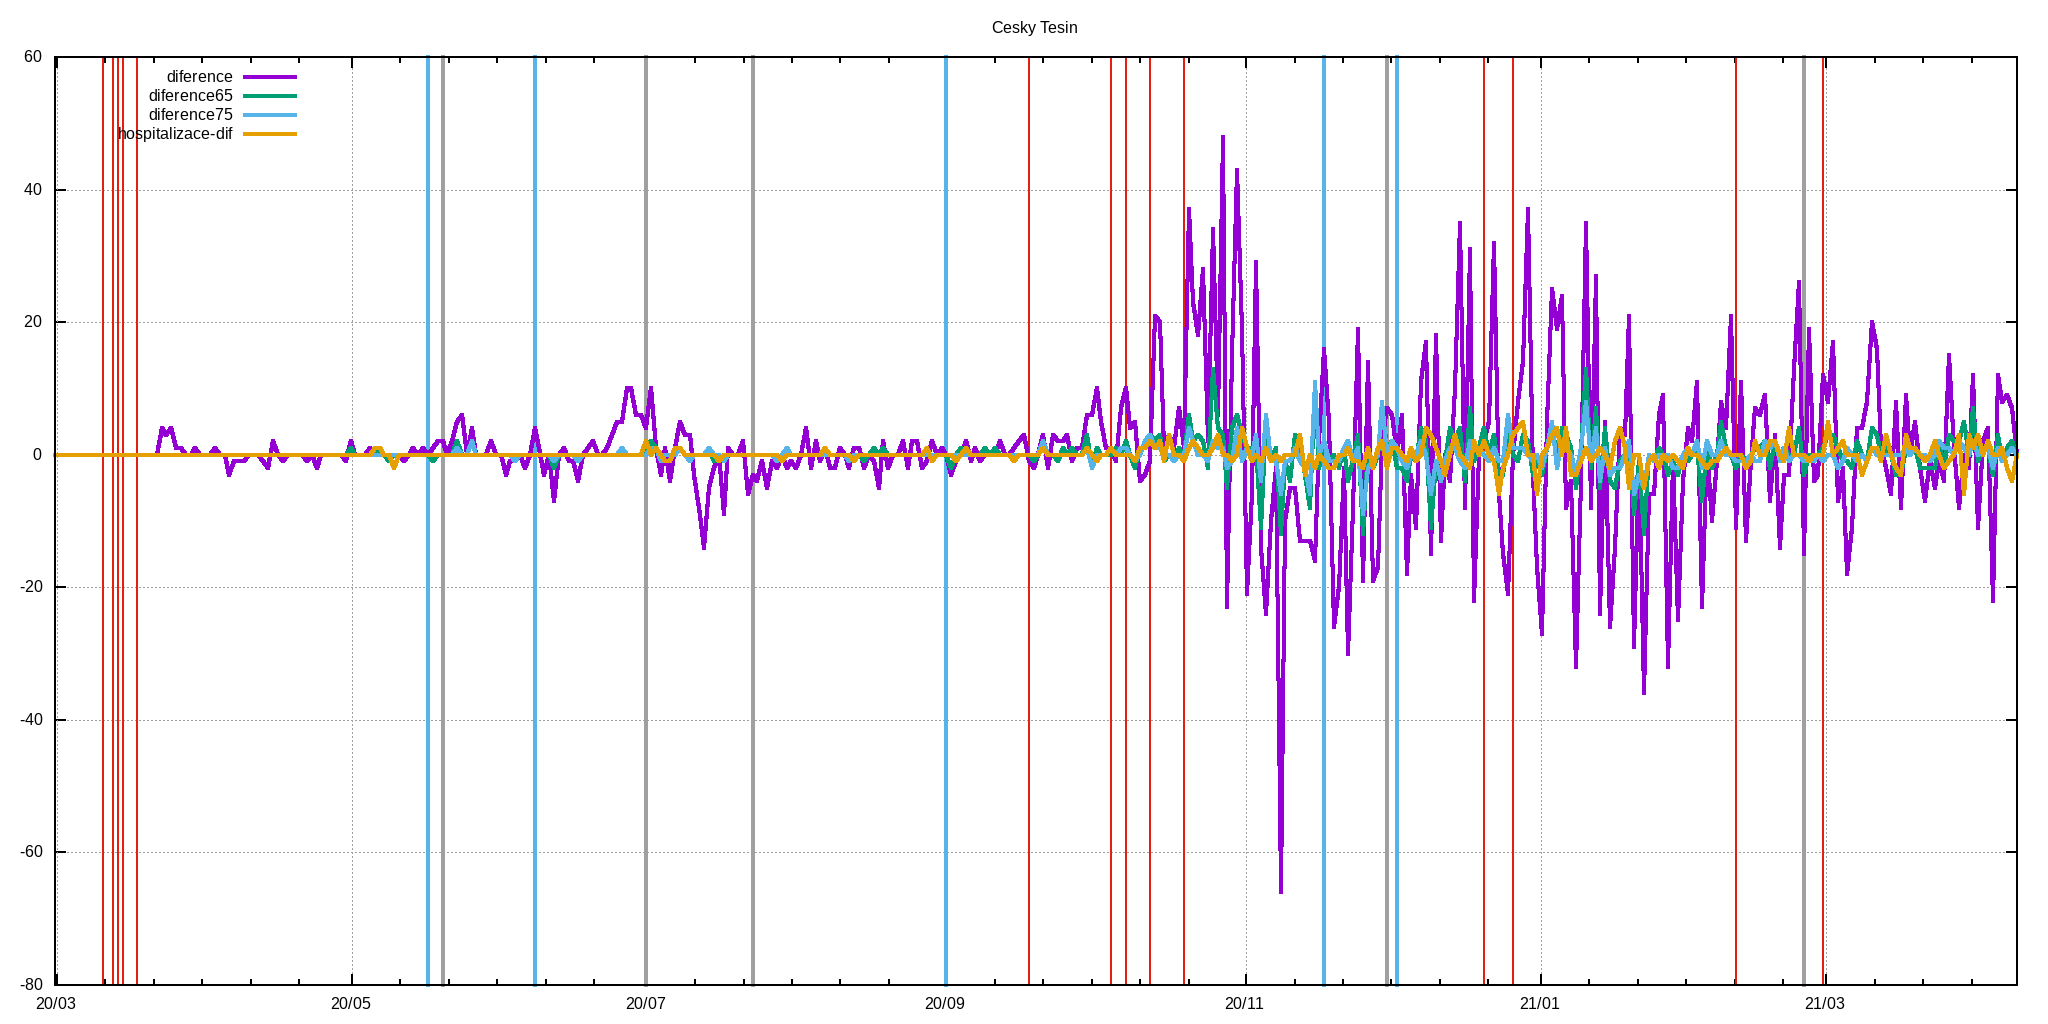 Cesky Tesin
60
diference
diference65
diference75
hospitalizace-dif
40
20
0
-20
-40
-60
-80
20/03 20/05 20/07 20/09 20/11 21/01 21/03